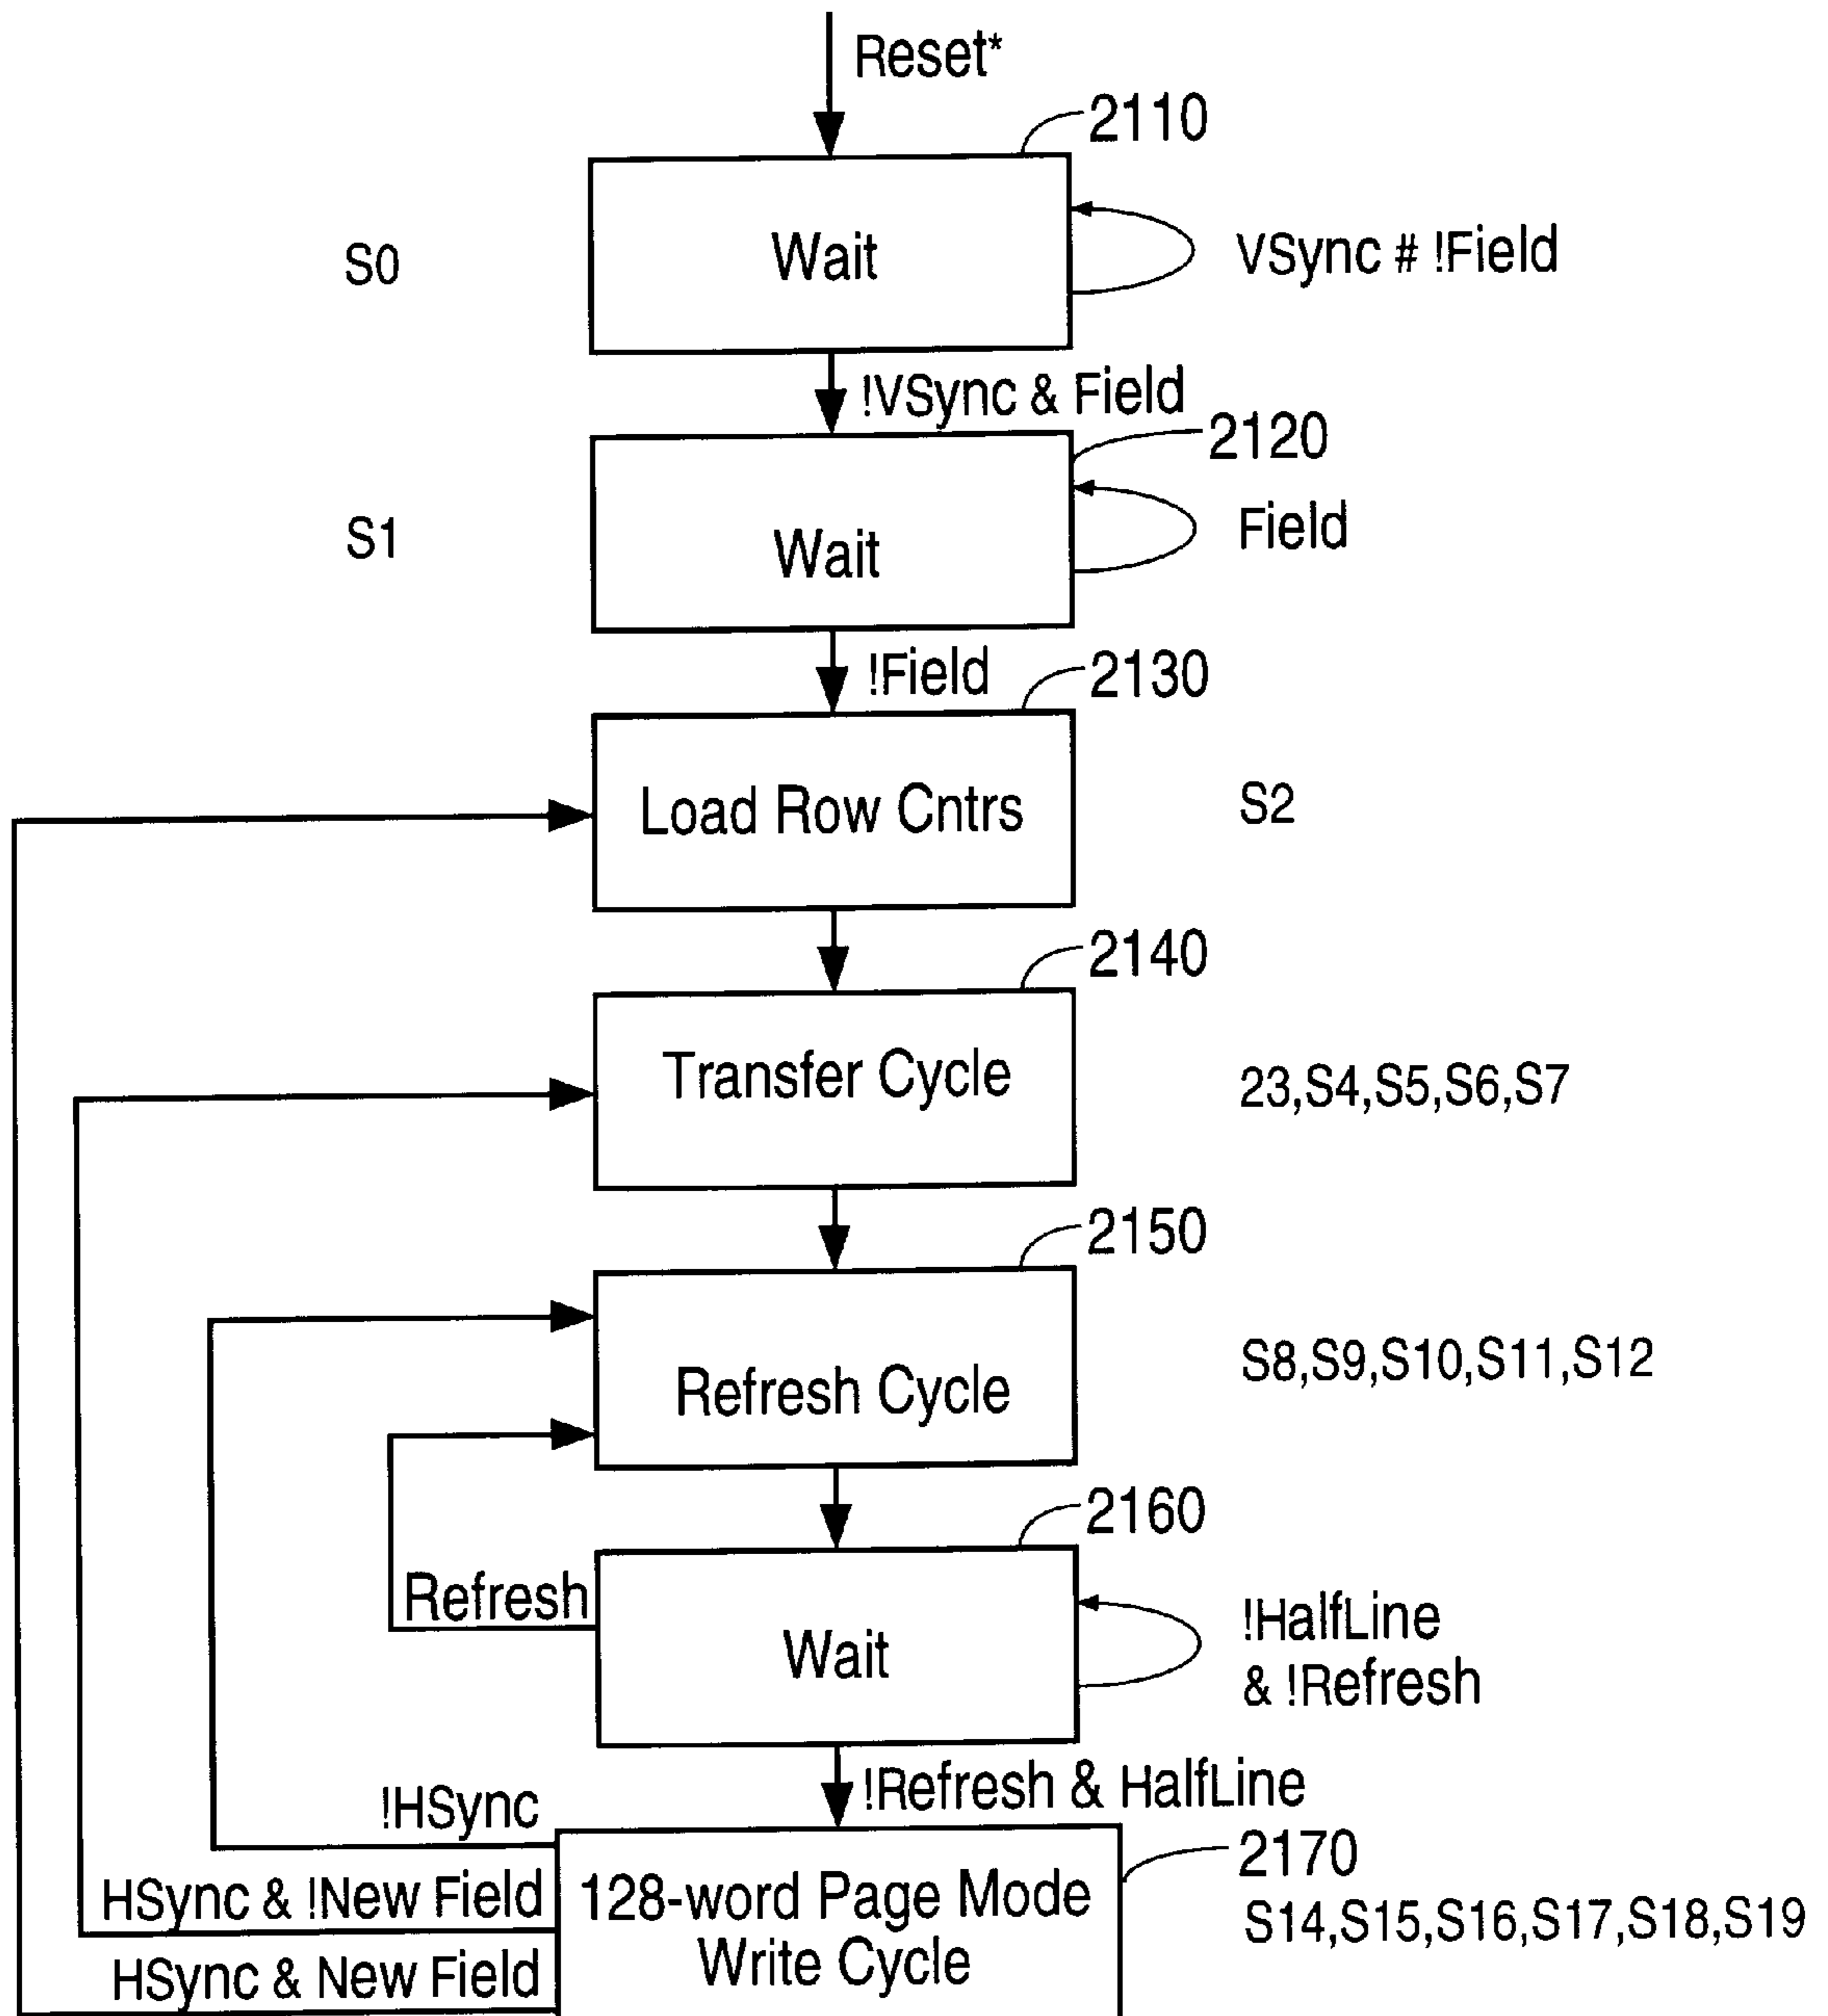 Reset*
2110
S0
Wait
VSync # !Field
!VSync & Field
2120
S1
Wait
Field
!Field
2130
Load Row Cntrs
S2
2140
Transfer Cycle
23,S4,S5,S6,S7
2150
Refresh Cycle
S8,S9,S10,S11,S12
2160
Refresh
Wait
!HalfLine
& !Refresh
!Refresh & HalfLine
!HSync
2170
HSync & !New Field
128-word Page Mode
Write Cycle
S14,S15,S16,S17,S18,S19
HSync & New Field